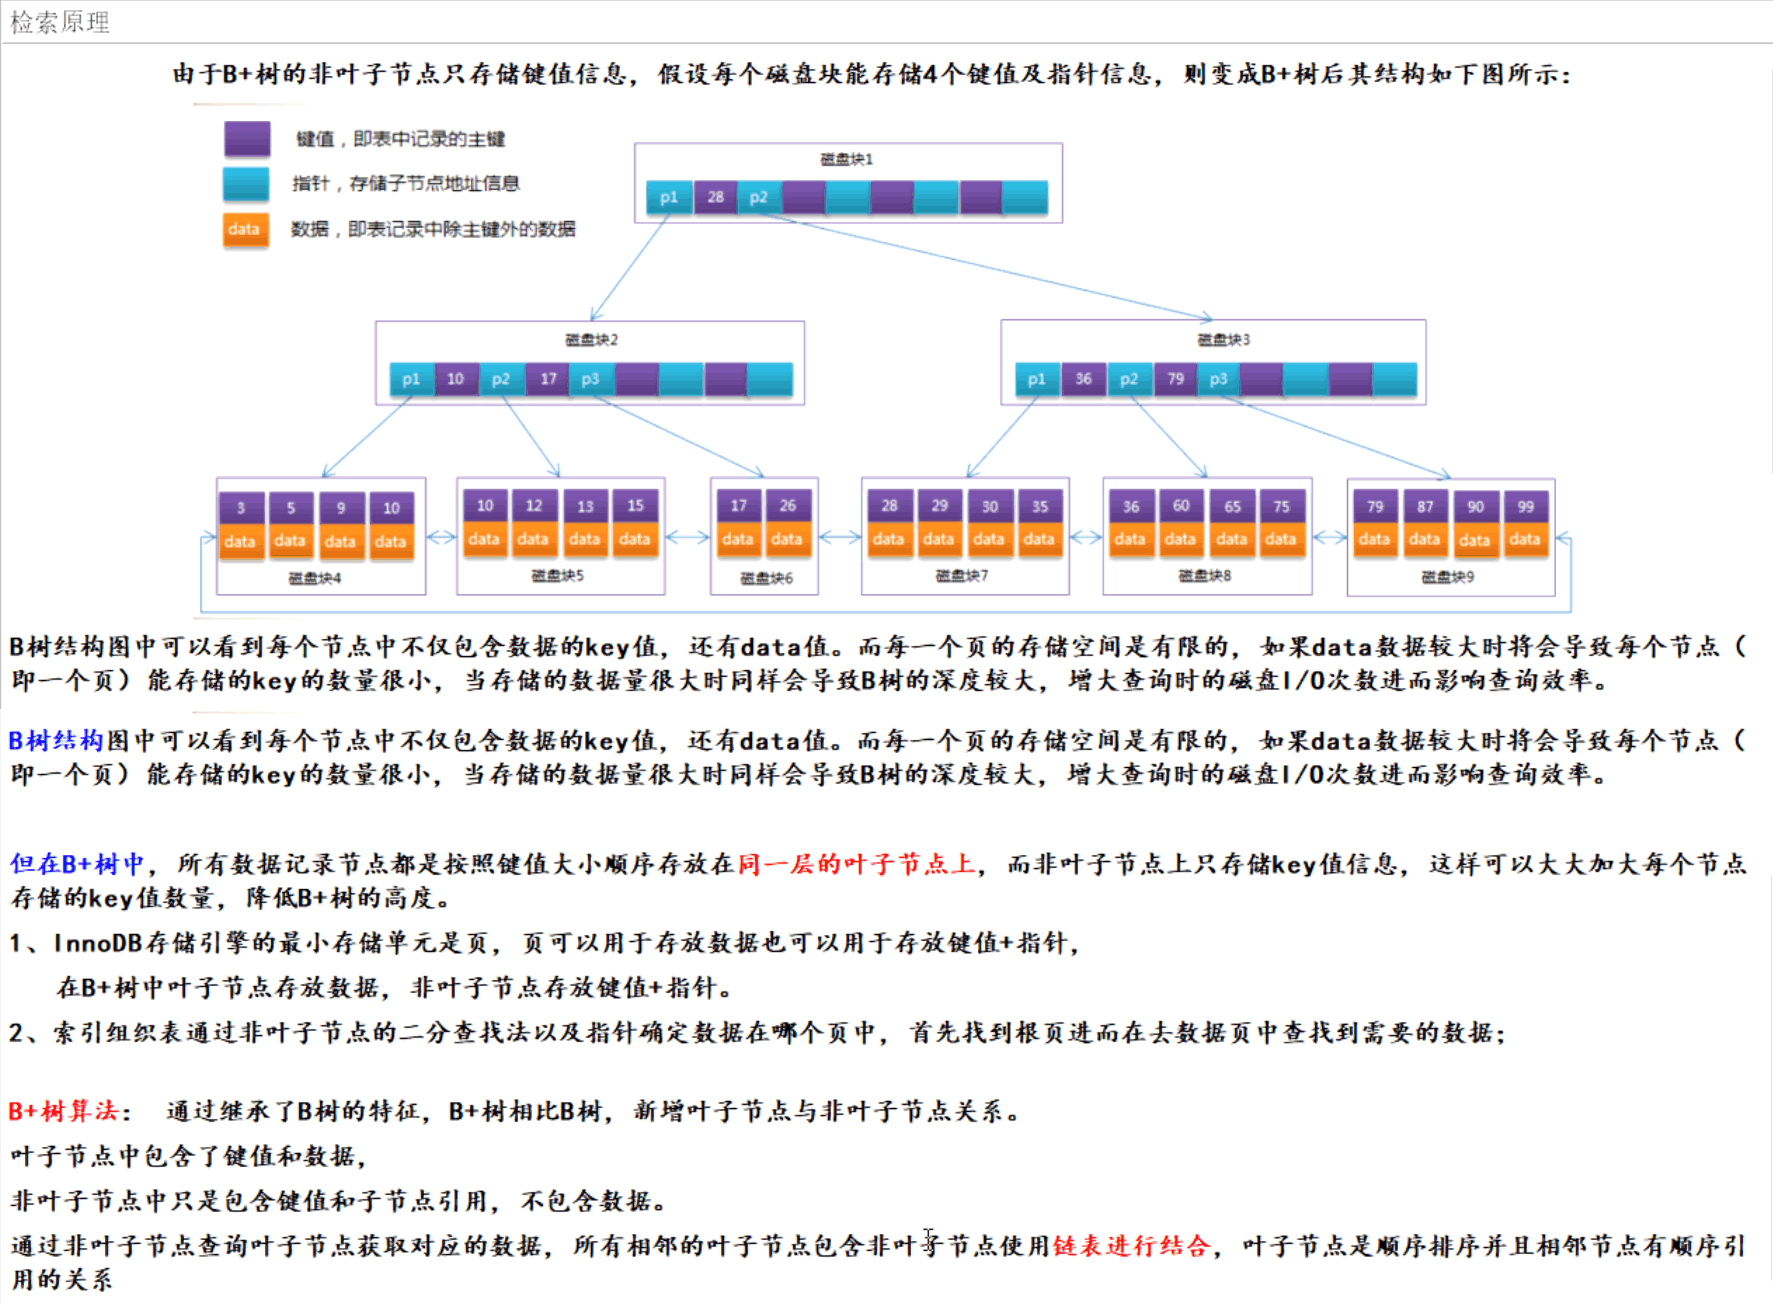 检索原理
由于B+树的非叶子节点只存储键值信息，假设每个磁盘块能存储4个键值及指针信息，则变成B+树后其结构如下图所示：
键值，即表中记录的主键
指针，存储子节点地址信息
data 数据，即表记录中除主键外的数据
磁盘块1
p1 28 p2
磁盘块2
p1 10 p2 17 p3
磁盘块3
p1 36 p2 79 p3
3 5 9 10
data data data data
磁盘块4
10 12 13 15
data data data data
磁盘块5
17 26
data data
磁盘块6
28 29 30 35
data data data data
磁盘块7
36 60 65 75
data data data data
磁盘块8
79 87 90 99
data data data data
磁盘块9
B树结构图中可以看到每个节点中不仅包含数据的key值，还有data值。而每一个页的存储空间是有限的，如果data数据较大时将会导致每个节点（
即一个页）能存储的key的数量很小，当存储的数据量很大时同样会导致B树的深度较大，增大查询时的磁盘I/O次数进而影响查询效率。
B树结构图中可以看到每个节点中不仅包含数据的key值，还有data值。而每一个页的存储空间是有限的，如果data数据较大时将会导致每个节点（
即一个页）能存储的key的数量很小，当存储的数据量很大时同样会导致B树的深度较大，增大查询时的磁盘I/O次数进而影响查询效率。
但在B+树中，所有数据记录节点都是按照键值大小顺序存放在同一层的叶子节点上，而非叶子节点上只存储key值信息，这样可以大大加大每个节点
存储的key值数量，降低B+树的高度。
1、InnoDB存储引擎的最小存储单元是页，页可以用于存放数据也可以用于存放键值+指针，
在B+树中叶子节点存放数据，非叶子节点存放键值+指针。
2、索引组织表通过非叶子节点的二分查找法以及指针确定数据在哪个页中，首先找到根页进而在去数据页中查找到需要的数据；
B+树算法： 通过继承了B树的特征，B+树相比B树，新增叶子节点与非叶子节点关系。
叶子节点中包含了键值和数据，
非叶子节点中只是包含键值和子节点引用，不包含数据。
通过非叶子节点查询叶子节点获取对应的数据，所有相邻的叶子节点包含非叶子节点使用链表进行结合，叶子节点是顺序排序并且相邻节点有顺序引
用的关系